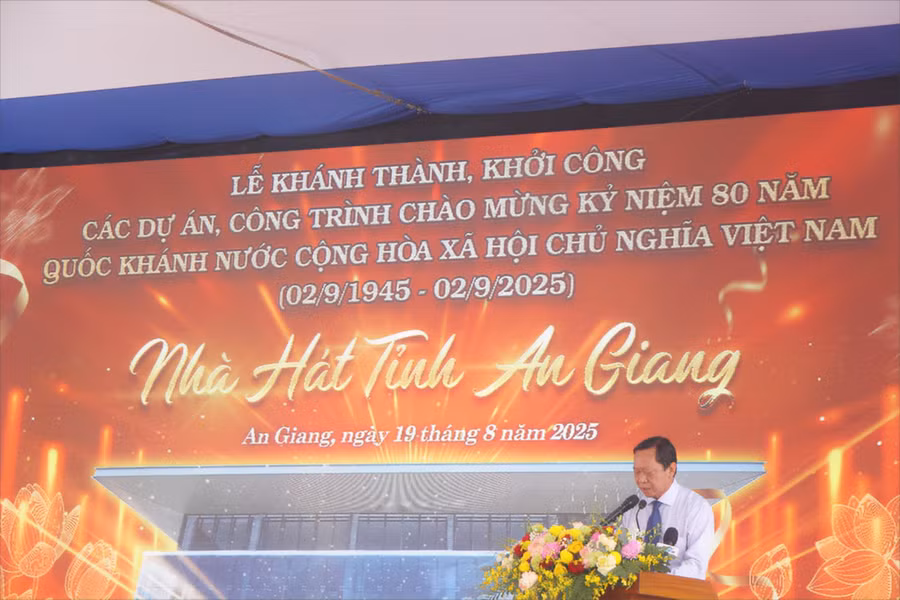 LỄ KHÁNH THÀNH, KHỞI CÔNG
CÁC DỰ ÁN, CÔNG TRÌNH CHÀO MỪNG KỶ NIỆM 80 NĂM
QUỐC KHÁNH NƯỚC CỘNG HÒA XÃ HỘI CHỦ NGHĨA VIỆT NAM
(02/9/1945 - 02/9/2025)
Nhà Hát Tỉnh An Giang
An Giang, ngày 19 tháng 8 năm 2025